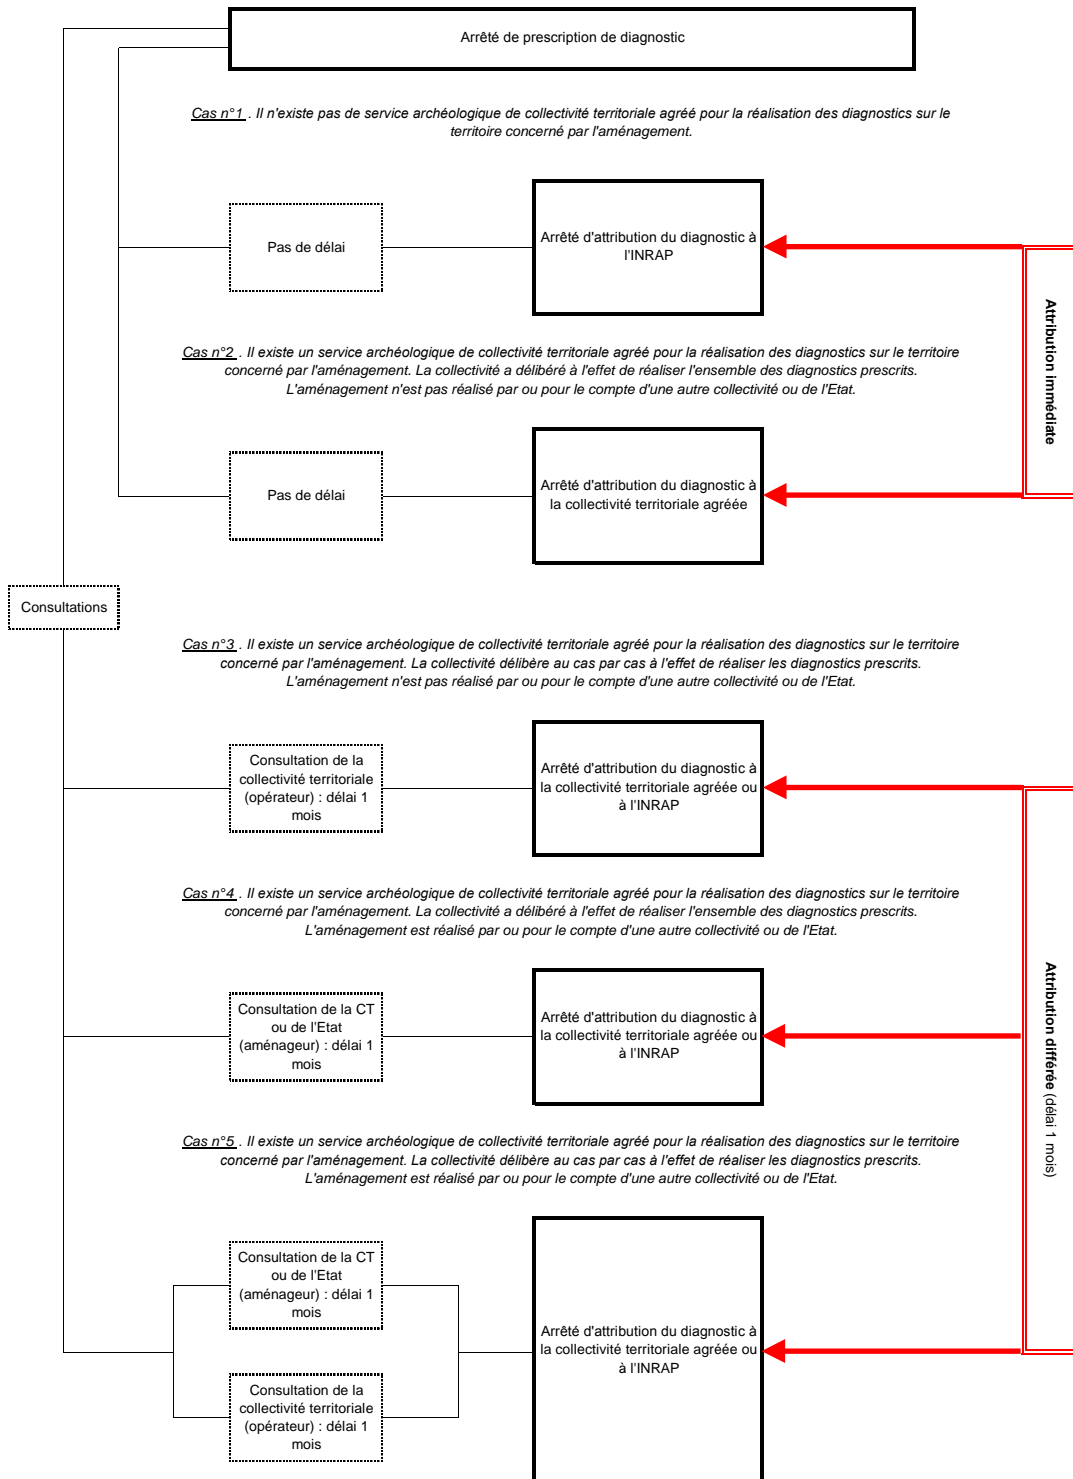 Arrêté de prescription de diagnostic
Cas n°1 . Il n'existe pas de service archéologique de collectivité territoriale agréé pour la réalisation des diagnostics sur le
territoire concerné par l'aménagement.
Pas de délai
Arrêté d'attribution du diagnostic à
l'INRAP
Attribution immédiate
Cas n°2 . Il existe un service archéologique de collectivité territoriale agréé pour la réalisation des diagnostics sur le territoire
concerné par l'aménagement. La collectivité a délibéré à l'effet de réaliser l'ensemble des diagnostics prescrits.
L'aménagement n'est pas réalisé par ou pour le compte d'une autre collectivité ou de l'Etat.
Pas de délai
Arrêté d'attribution du diagnostic à
la collectivité territoriale agréée
Consultations
Cas n°3 . Il existe un service archéologique de collectivité territoriale agréé pour la réalisation des diagnostics sur le territoire
concerné par l'aménagement. La collectivité délibère au cas par cas à l'effet de réaliser les diagnostics prescrits.
L'aménagement n'est pas réalisé par ou pour le compte d'une autre collectivité ou de l'Etat.
Consultation de la
collectivité territoriale
(opérateur) : délai 1
mois
Arrêté d'attribution du diagnostic à
la collectivité territoriale agréée ou
à l'INRAP
Cas n°4 . Il existe un service archéologique de collectivité territoriale agréé pour la réalisation des diagnostics sur le territoire
concerné par l'aménagement. La collectivité a délibéré à l'effet de réaliser l'ensemble des diagnostics prescrits.
L'aménagement est réalisé par ou pour le compte d'une autre collectivité ou de l'Etat.
Consultation de la CT
ou de l'Etat
(aménageur) : délai 1
mois
Arrêté d'attribution du diagnostic à
la collectivité territoriale agréée ou
à l'INRAP
Attribution différée (délai 1 mois)
Cas n°5 . Il existe un service archéologique de collectivité territoriale agréé pour la réalisation des diagnostics sur le territoire
concerné par l'aménagement. La collectivité délibère au cas par cas à l'effet de réaliser les diagnostics prescrits.
L'aménagement est réalisé par ou pour le compte d'une autre collectivité ou de l'Etat.
Consultation de la CT
ou de l'Etat
(aménageur) : délai 1
mois
Arrêté d'attribution du diagnostic à
la collectivité territoriale agréée ou
à l'INRAP
Consultation de la
collectivité territoriale
(opérateur) : délai 1
mois